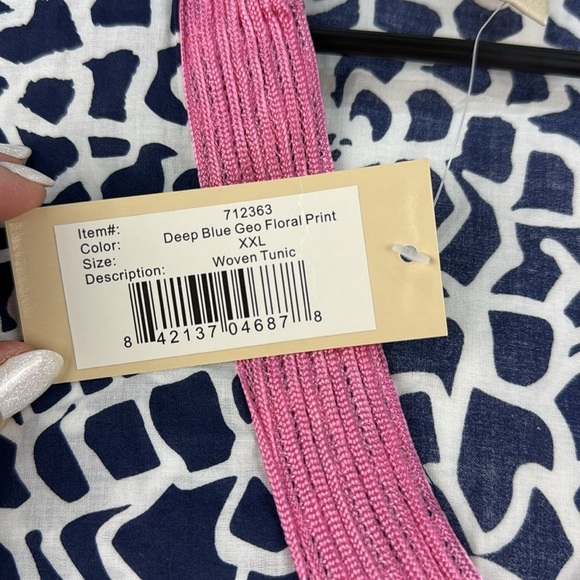 Item#: 712363
Color: Deep Blue Geo Floral Print
Size: XXL
Description: Woven Tunic
8 42137 04687 8